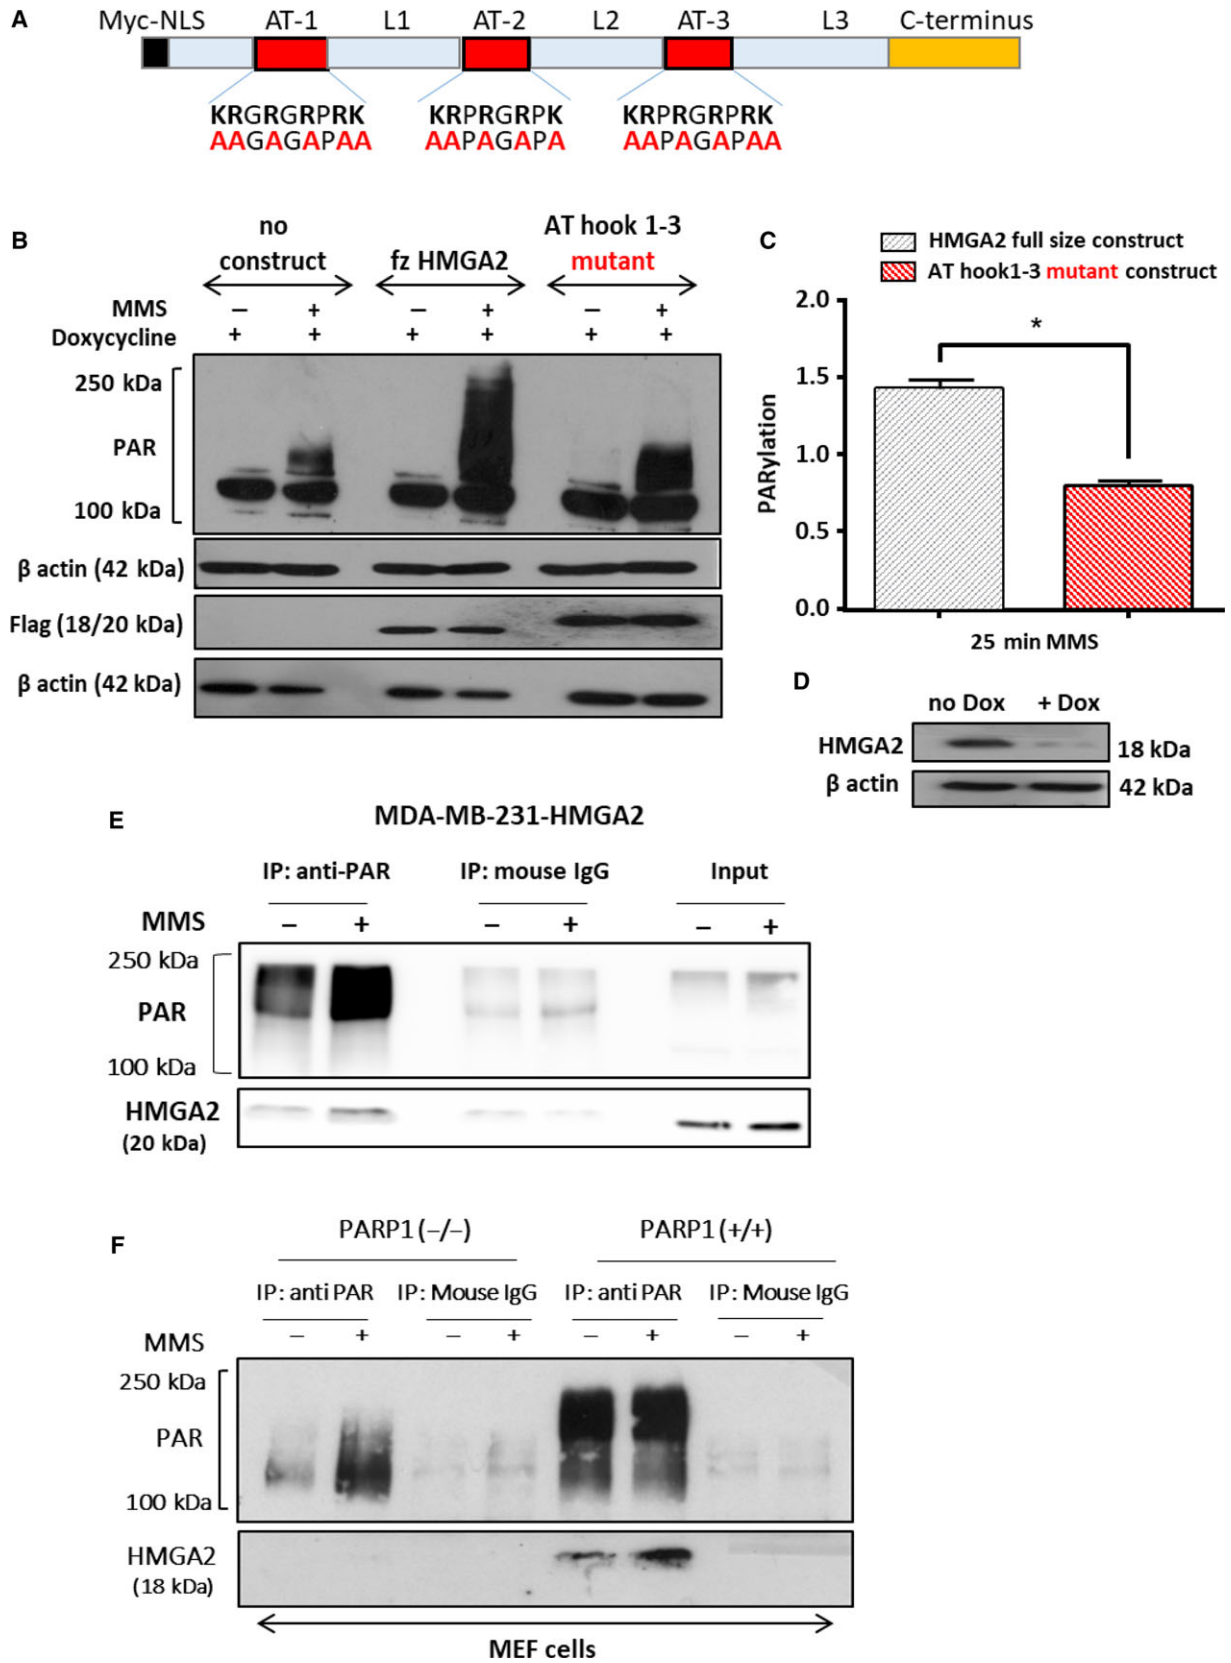 A
Myc-NLS AT-1 L1 AT-2 L2 AT-3 L3 C-terminus
KRGRGRPRK KRPRGRPK KRPRGRPRK
AAGAGAPAA AAPAGAPA AAPAGAPAA
B
no construct
fz HMGA2
AT hook 1-3 mutant
MMS – + – + – +
Doxycycline + + + + + +
250 kDa
PAR
100 kDa
β actin (42 kDa)
Flag (18/20 kDa)
β actin (42 kDa)
C
HMGA2 full size construct
AT hook1-3 mutant construct
2.0
1.5
1.0
0.5
0.0
PARylation
*
25 min MMS
D
no Dox + Dox
HMGA2 18 kDa
β actin 42 kDa
E
MDA-MB-231-HMGA2
IP: anti-PAR IP: mouse IgG Input
MMS – + – + – +
250 kDa
PAR
100 kDa
HMGA2
(20 kDa)
F
PARP1 (–/–) PARP1 (+/+)
IP: anti PAR IP: Mouse IgG IP: anti PAR IP: Mouse IgG
MMS – + – + – + – +
250 kDa
PAR
100 kDa
HMGA2
(18 kDa)
MEF cells